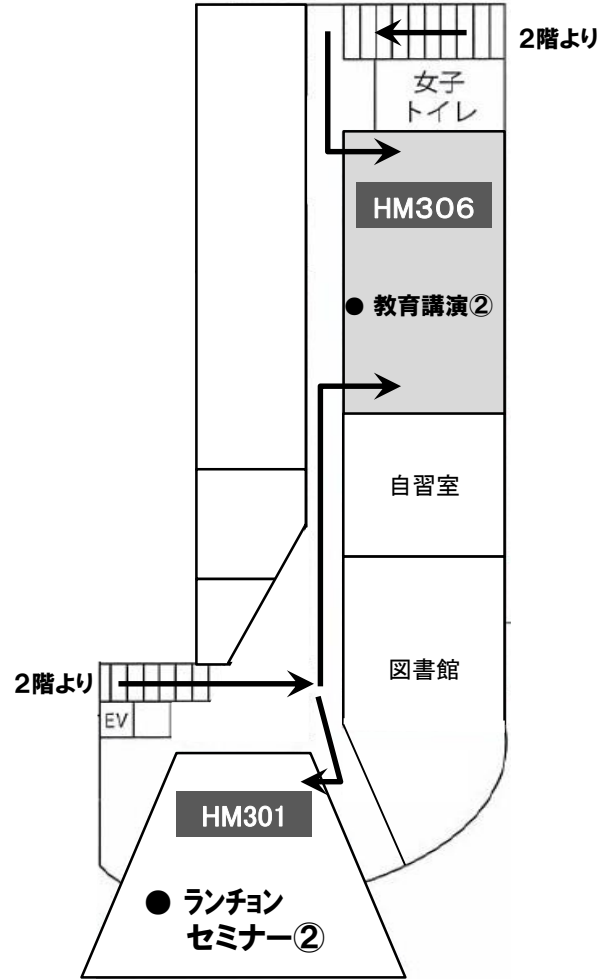 2階より
女子
トイレ
HM306
● 教育講演②
自習室
図書館
2階より
EV
HM301
● ランチョン
セミナー②